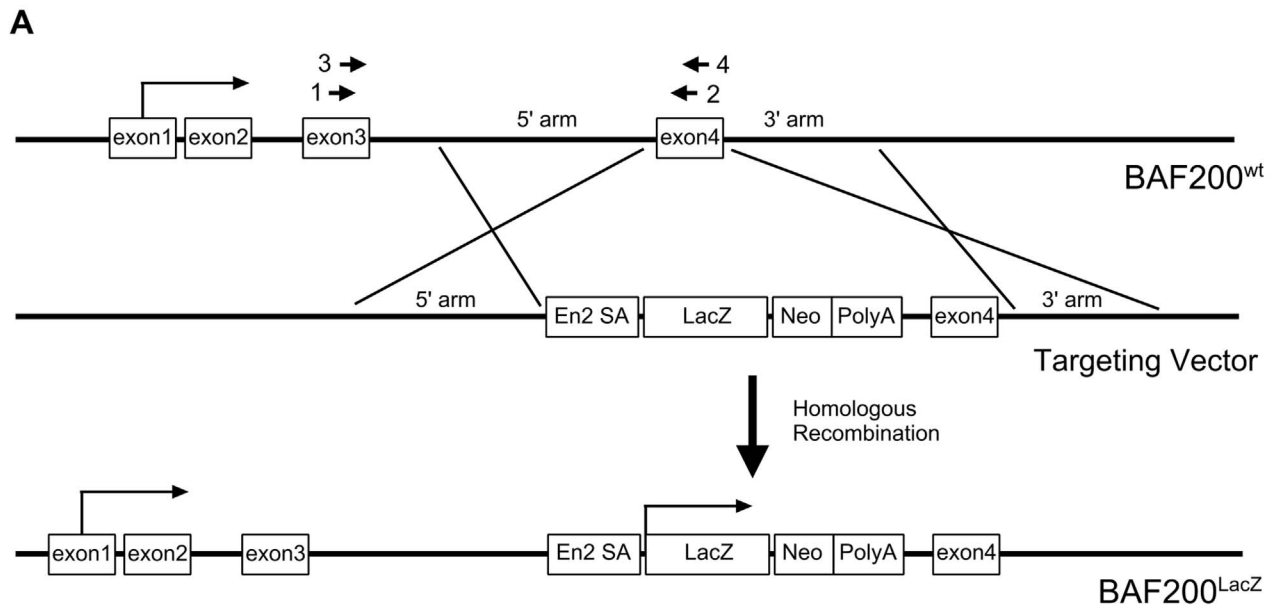 A
3 4
1 2
5' arm 3' arm
exon1 exon2 exon3 exon4
BAF200wt
5' arm 3' arm
En2 SA LacZ Neo PolyA exon4
Targeting Vector
Homologous
Recombination
exon1 exon2 exon3 En2 SA LacZ Neo PolyA exon4
BAF200LacZ